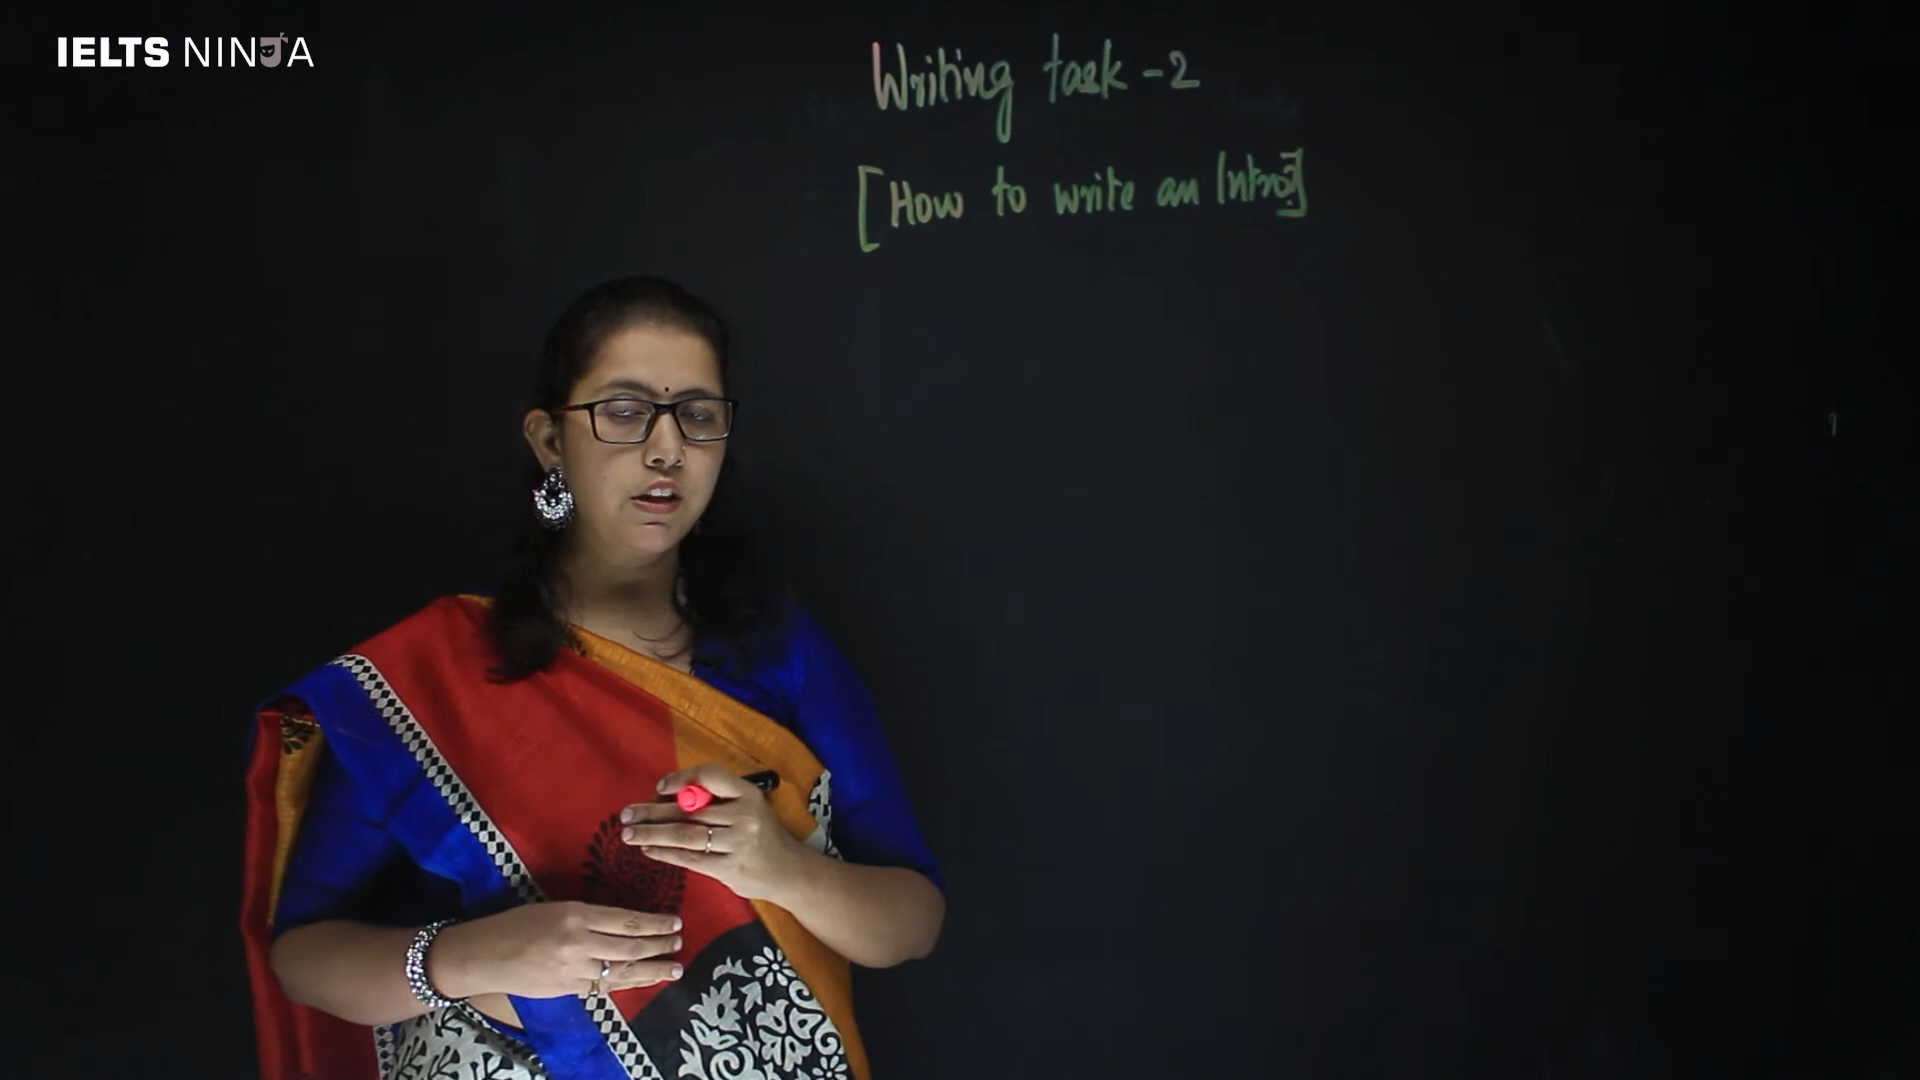 IELTS NINJA
Writing task - 2
[How to write an Intro?]